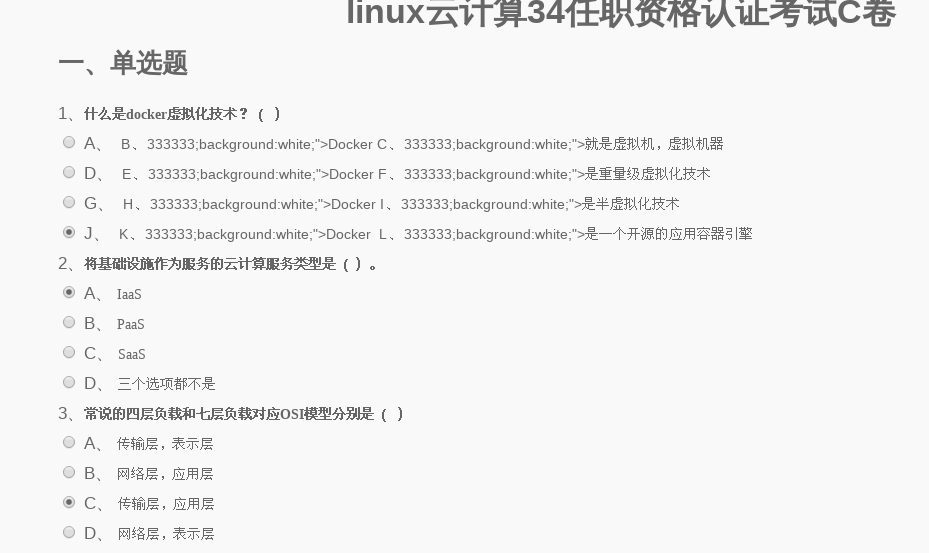 linux云计算34任职资格认证考试C卷
一、单选题
1、什么是docker虚拟化技术？（ ）
A、 B、333333;background:white;">Docker C、333333;background:white;">就是虚拟机，虚拟机器
D、 E、333333;background:white;">Docker F、333333;background:white;">是重量级虚拟化技术
G、 H、333333;background:white;">Docker I、333333;background:white;">是半虚拟化技术
J、 K、333333;background:white;">Docker L、333333;background:white;">是一个开源的应用容器引擎
2、将基础设施作为服务的云计算服务类型是（ ）。
A、 IaaS
B、 PaaS
C、 SaaS
D、 三个选项都不是
3、常说的四层负载和七层负载对应OSI模型分别是（ ）
A、 传输层，表示层
B、 网络层，应用层
C、 传输层，应用层
D、 网络层，表示层